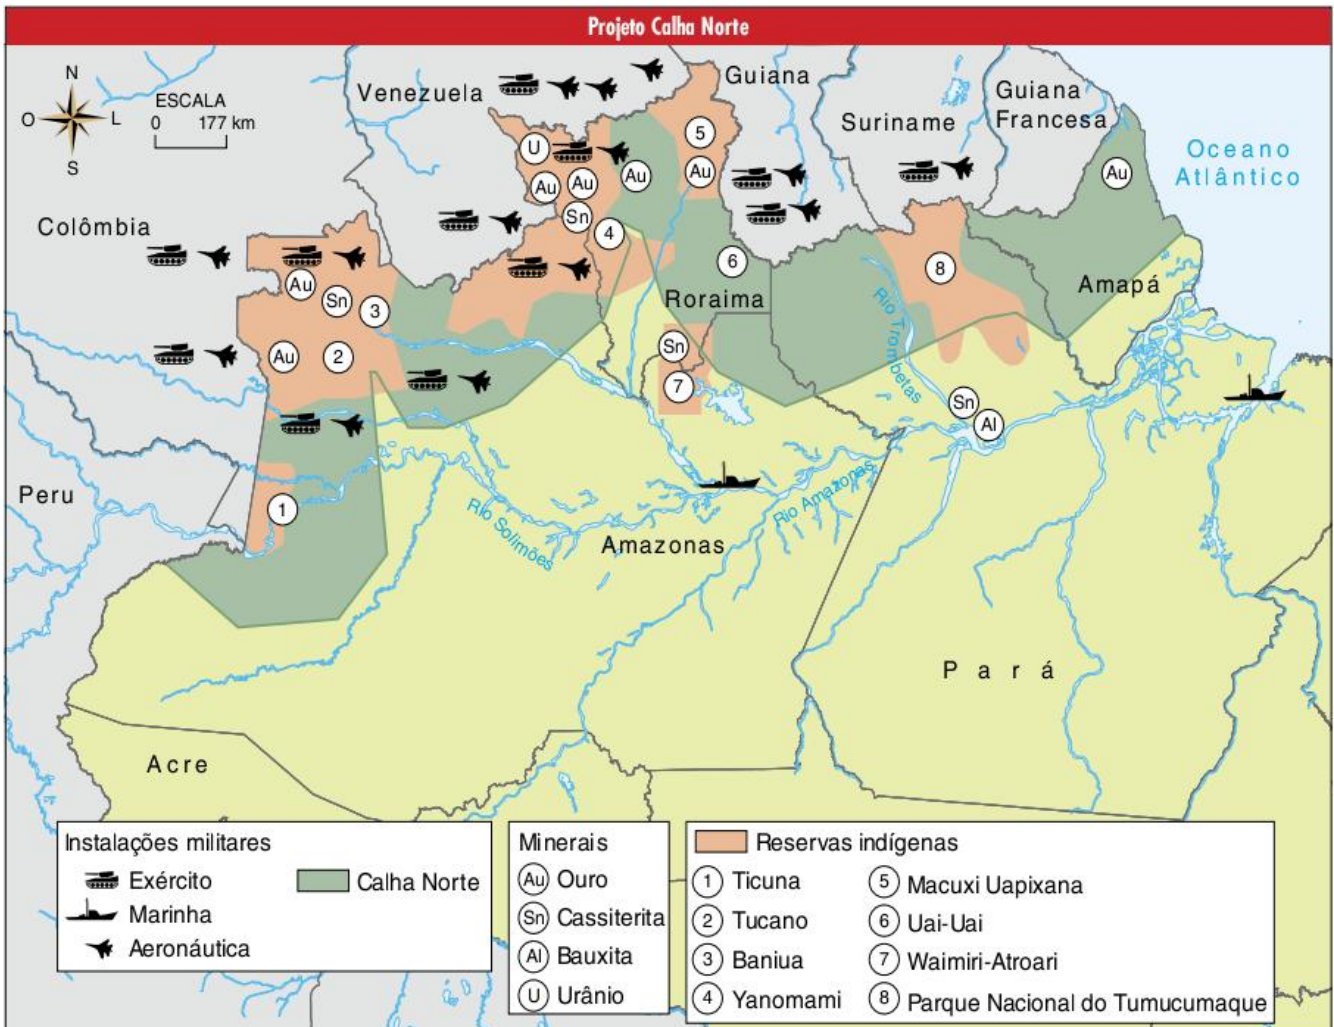 Projeto Calha Norte
N
O
L
S
ESCALA
0 177 km
Venezuela
Guiana
Suriname
Guiana
Francesa
Oceano
Atlântico
Colômbia
Peru
U
Au
Au
Sn
4
Au
5
Au
6
Roraima
Au
Sn
3
Au
2
1
Sn
7
8
Au
Amapá
Sn
Al
Rio Trombetas
Rio Solimões
Rio Amazonas
Amazonas
Pará
Acre
Instalações militares
Exército
Marinha
Aeronáutica
Calha Norte
Minerais
Au Ouro
Sn Cassiterita
Al Bauxita
U Urânio
Reservas indígenas
1 Ticuna
2 Tucano
3 Baniua
4 Yanomami
5 Macuxi Uapixana
6 Uai-Uai
7 Waimiri-Atroari
8 Parque Nacional do Tumucumaque